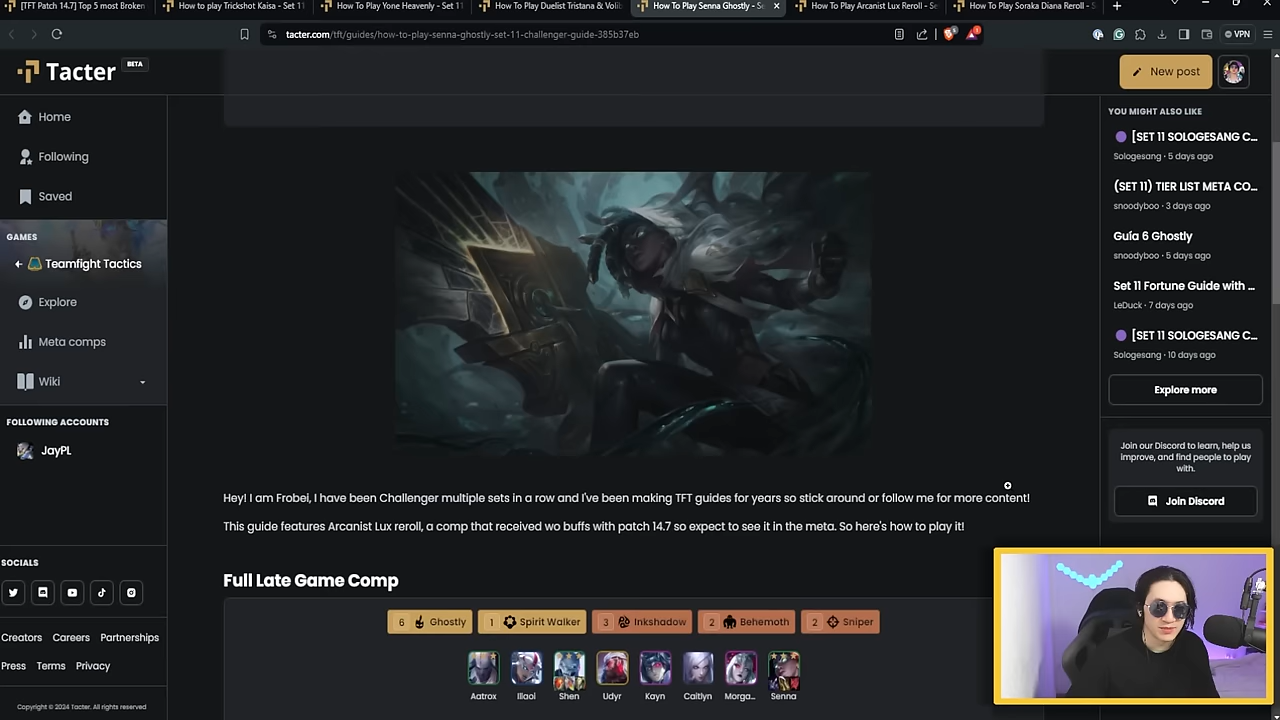 [TFT Patch 14.7] Top 5 most Broken
How to play Trickshot Kaisa - Set 11
How To Play Yone Heavenly - Set 11
How To Play Duelist Tristana & Volib
How To Play Senna Ghostly - Se
How To Play Arcanist Lux Reroll - Se
How To Play Soraka Diana Reroll - S
tacter.com/tft/guides/how-to-play-senna-ghostly-set-11-challenger-guide-385b37eb
VPN
Tacter
BETA
New post
Home
Following
Saved
GAMES
Teamfight Tactics
Explore
Meta comps
Wiki
FOLLOWING ACCOUNTS
JayPL
SOCIALS
Creators Careers Partnerships
Press Terms Privacy
Copyright © 2024 Tacter. All rights reserved
Hey! I am Frobei, I have been Challenger multiple sets in a row and I've been making TFT guides for years so stick around or follow me for more content!
This guide features Arcanist Lux reroll, a comp that received wo buffs with patch 14.7 so expect to see it in the meta. So here's how to play it!
Full Late Game Comp
6 Ghostly
1 Spirit Walker
3 Inkshadow
2 Behemoth
2 Sniper
Aatrox
Illaoi
Shen
Udyr
Kayn
Caitlyn
Morga...
Senna
YOU MIGHT ALSO LIKE
[SET 11 SOLOGESANG C...
Sologesang • 5 days ago
(SET 11) TIER LIST META CO...
snoodyboo • 3 days ago
Guía 6 Ghostly
snoodyboo • 5 days ago
Set 11 Fortune Guide with ...
LeDuck • 7 days ago
[SET 11 SOLOGESANG C...
Sologesang • 10 days ago
Explore more
Join our Discord to learn, help us
improve, and find people to play
with.
Join Discord